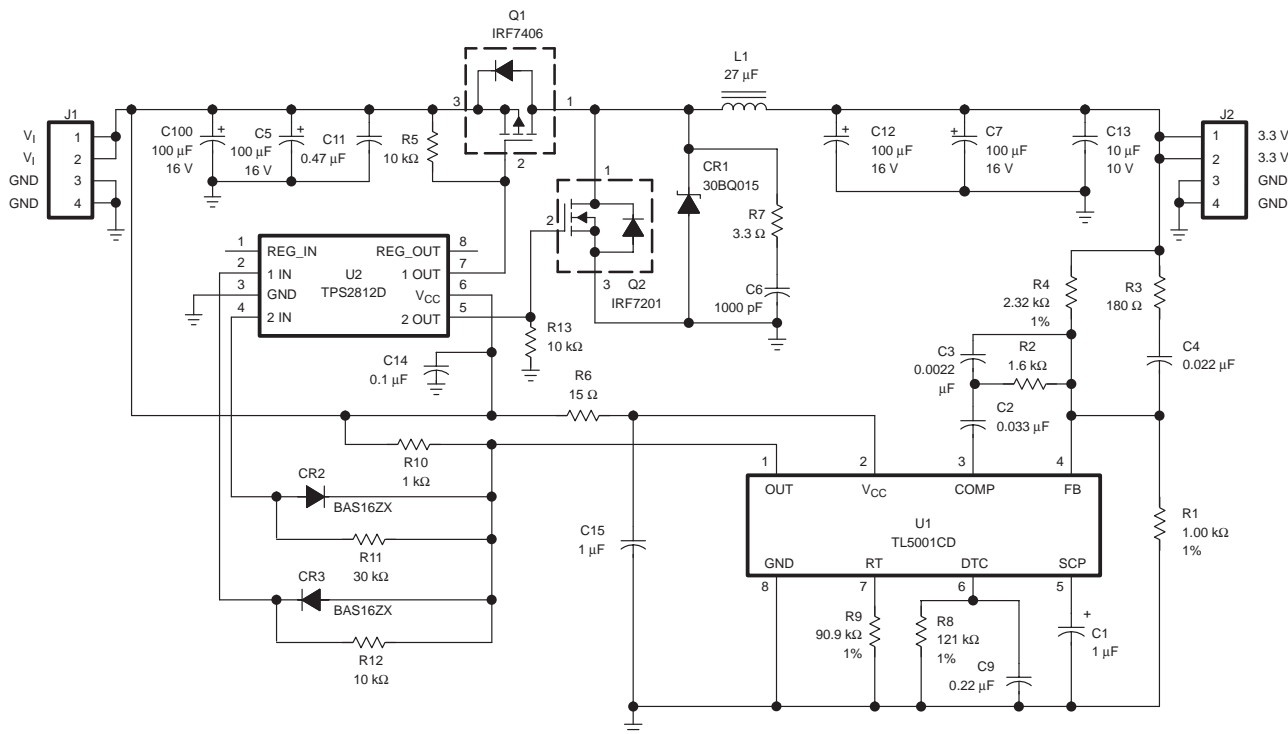 Q1
IRF7406
L1
27 μF
J1
V_I
V_I
GND
GND
1
2
3
4
C100
100 μF
16 V
+
C5
100 μF
16 V
+
C11
0.47 μF
R5
10 kΩ
3
1
2
C12
100 μF
16 V
+
C7
100 μF
16 V
+
C13
10 μF
10 V
J2
1
2
3
4
3.3 V
3.3 V
GND
GND
CR1
30BQ015
R7
3.3 Ω
C6
1000 pF
1
2
3
Q2
IRF7201
1
2
3
4
REG_IN
1 IN
GND
2 IN
U2
TPS2812D
REG_OUT
1 OUT
V_CC
2 OUT
8
7
6
5
R13
10 kΩ
C14
0.1 μF
R4
2.32 kΩ
1%
R3
180 Ω
C3
0.0022
μF
R2
1.6 kΩ
C4
0.022 μF
R6
15 Ω
C2
0.033 μF
R10
1 kΩ
CR2
BAS16ZX
R11
30 kΩ
CR3
BAS16ZX
R12
10 kΩ
C15
1 μF
1
2
3
4
OUT
V_CC
COMP
FB
U1
TL5001CD
GND
RT
DTC
SCP
8
7
6
5
R1
1.00 kΩ
1%
R9
90.9 kΩ
1%
R8
121 kΩ
1%
C9
0.22 μF
+
C1
1 μF